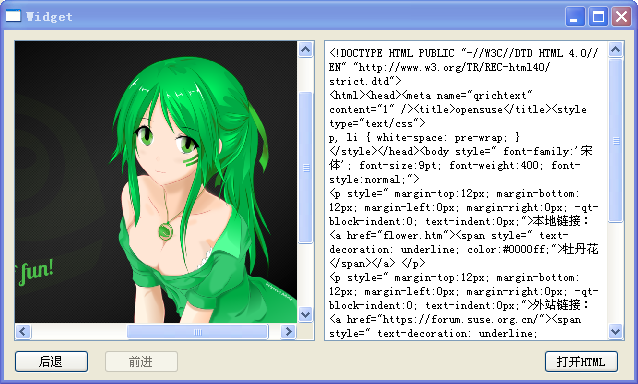 Widget
fun!
<!DOCTYPE HTML PUBLIC "-//W3C//DTD HTML 4.0//
EN" "http://www.w3.org/TR/REC-html40/
strict.dtd">
<html><head><meta name="qrichtext"
content="1" /><title>opensuse</title><style
type="text/css">
p, li { white-space: pre-wrap; }
</style></head><body style=" font-family:'宋
体'; font-size:9pt; font-weight:400; font-
style:normal;">
<p style=" margin-top:12px; margin-bottom:
12px; margin-left:0px; margin-right:0px; -qt-
block-indent:0; text-indent:0px;">本地链接：
<a href="flower.htm"><span style=" text-
decoration: underline; color:#0000ff;">牡丹花
</span></a> </p>
<p style=" margin-top:12px; margin-bottom:
12px; margin-left:0px; margin-right:0px; -qt-
block-indent:0; text-indent:0px;">外站链接：
<a href="https://forum.suse.org.cn/"><span
style=" text-decoration: underline;
后退
前进
打开HTML